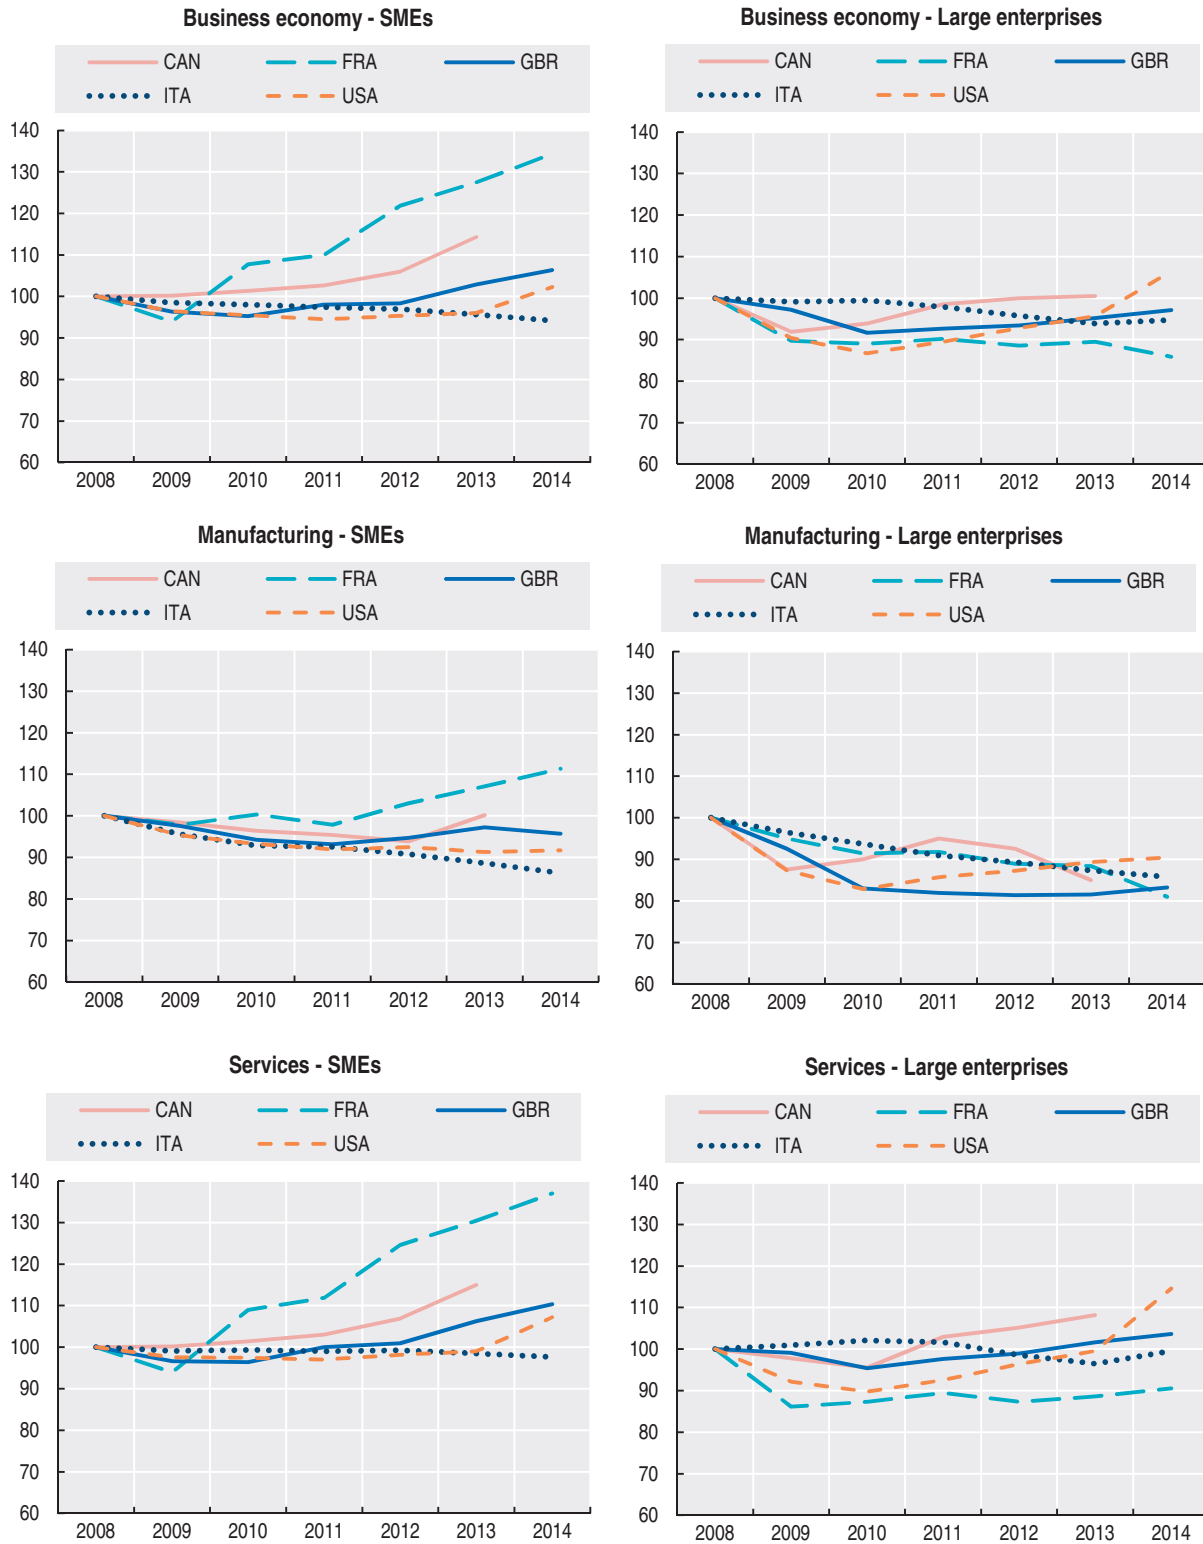 Business economy - SMEs
CAN FRA GBR
ITA USA
140
130
120
110
100
90
80
70
60
2008 2009 2010 2011 2012 2013 2014
Business economy - Large enterprises
CAN FRA GBR
ITA USA
140
130
120
110
100
90
80
70
60
2008 2009 2010 2011 2012 2013 2014
Manufacturing - SMEs
CAN FRA GBR
ITA USA
140
130
120
110
100
90
80
70
60
2008 2009 2010 2011 2012 2013 2014
Manufacturing - Large enterprises
CAN FRA GBR
ITA USA
140
130
120
110
100
90
80
70
60
2008 2009 2010 2011 2012 2013 2014
Services - SMEs
CAN FRA GBR
ITA USA
140
130
120
110
100
90
80
70
60
2008 2009 2010 2011 2012 2013 2014
Services - Large enterprises
CAN FRA GBR
ITA USA
140
130
120
110
100
90
80
70
60
2008 2009 2010 2011 2012 2013 2014